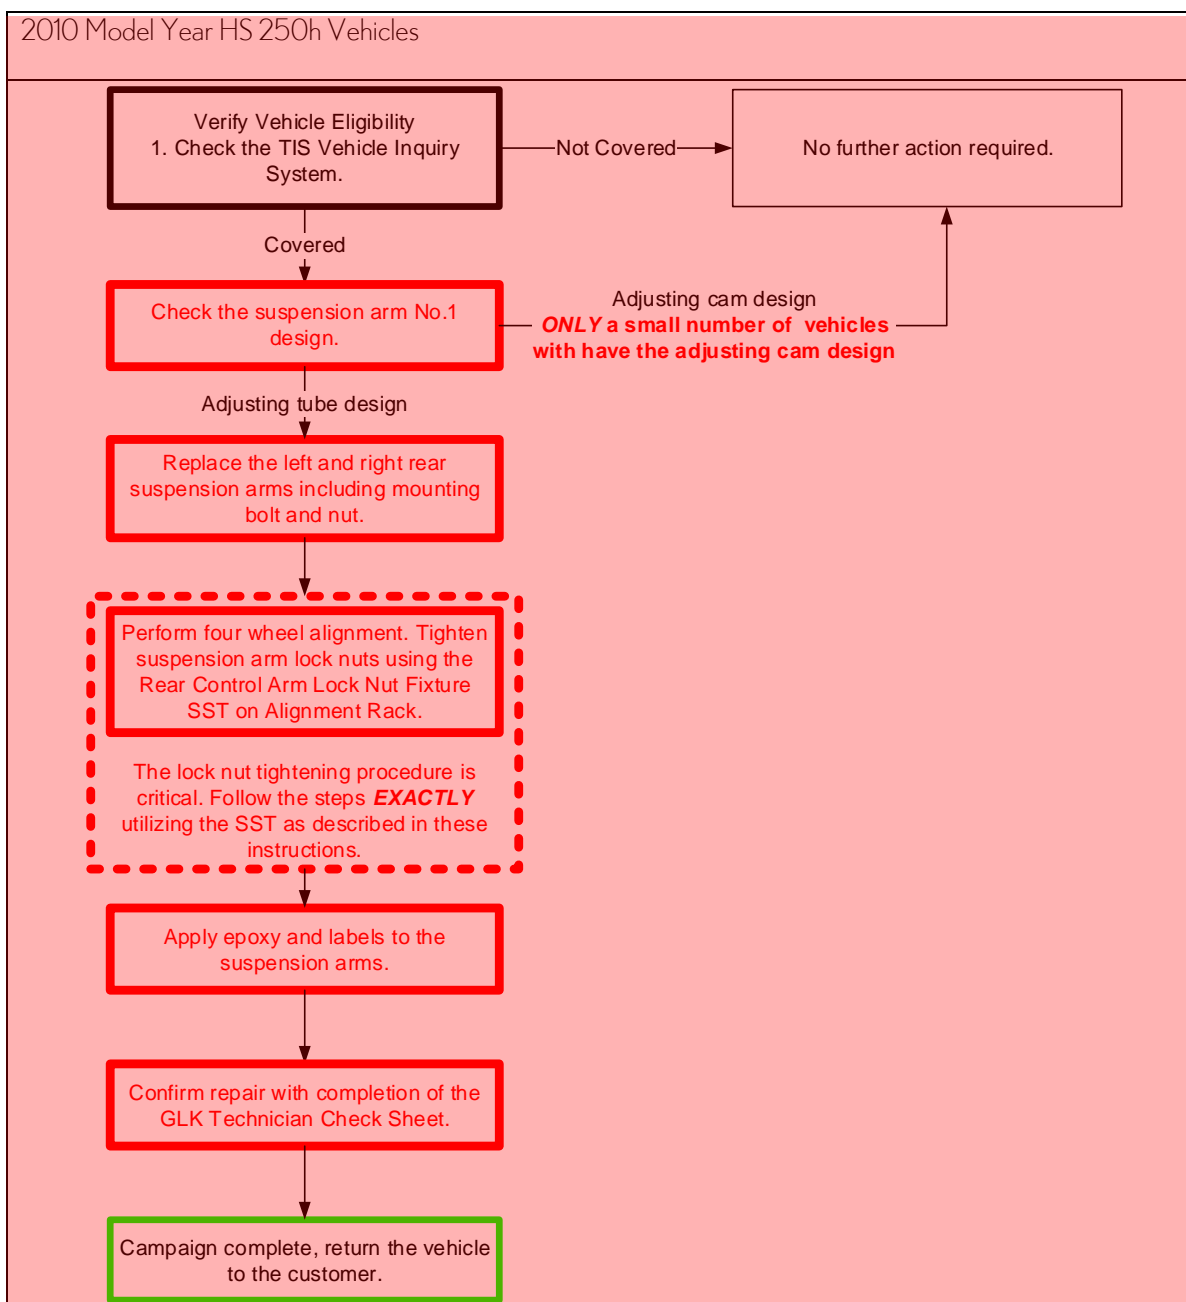 2010 Model Year HS 250h Vehicles
Verify Vehicle Eligibility
1. Check the TIS Vehicle Inquiry
System.
Not Covered
No further action required.
Covered
Check the suspension arm No.1
design.
Adjusting cam design
ONLY a small number of vehicles
with have the adjusting cam design
Adjusting tube design
Replace the left and right rear
suspension arms including mounting
bolt and nut.
Perform four wheel alignment. Tighten
suspension arm lock nuts using the
Rear Control Arm Lock Nut Fixture
SST on Alignment Rack.
The lock nut tightening procedure is
critical. Follow the steps EXACTLY
utilizing the SST as described in these
instructions.
Apply epoxy and labels to the
suspension arms.
Confirm repair with completion of the
GLK Technician Check Sheet.
Campaign complete, return the vehicle
to the customer.